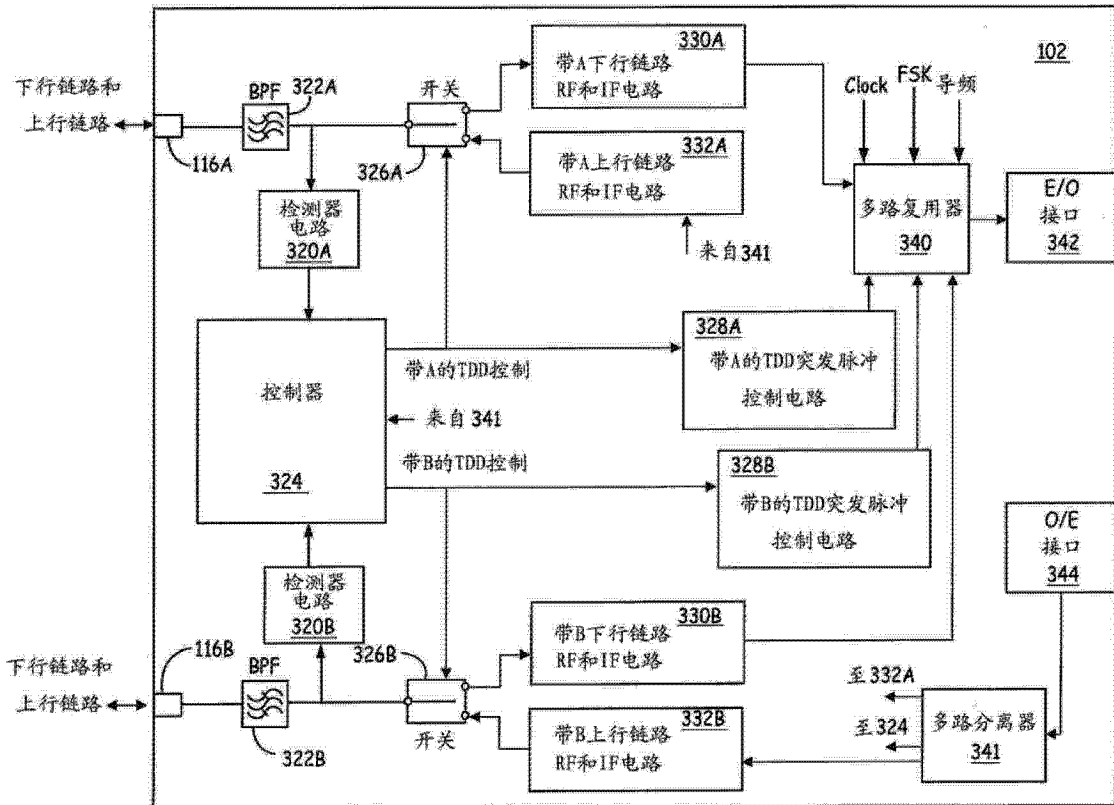 102
下行链路和
上行链路
116A
BPF
322A
开关
326A
330A
带A下行链路
RF和IF电路
332A
带A上行链路
RF和IF电路
来自341
Clock
FSK
导频
多路复用器
340
E/O
接口
342
检测器
电路
320A
控制器
324
带A的TDD控制
来自341
带B的TDD控制
328A
带A的TDD突发脉冲
控制电路
328B
带B的TDD突发脉冲
控制电路
O/E
接口
344
检测器
电路
320B
下行链路和
上行链路
116B
BPF
322B
326B
开关
330B
带B下行链路
RF和IF电路
332B
带B上行链路
RF和IF电路
至332A
至324
多路分离器
341